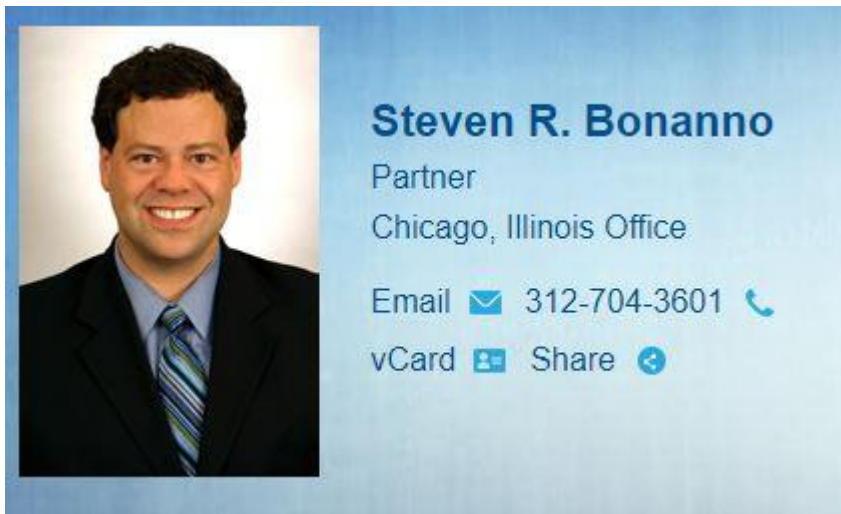 Steven R. Bonanno
Partner
Chicago, Illinois Office
Email 312-704-3601
vCard Share